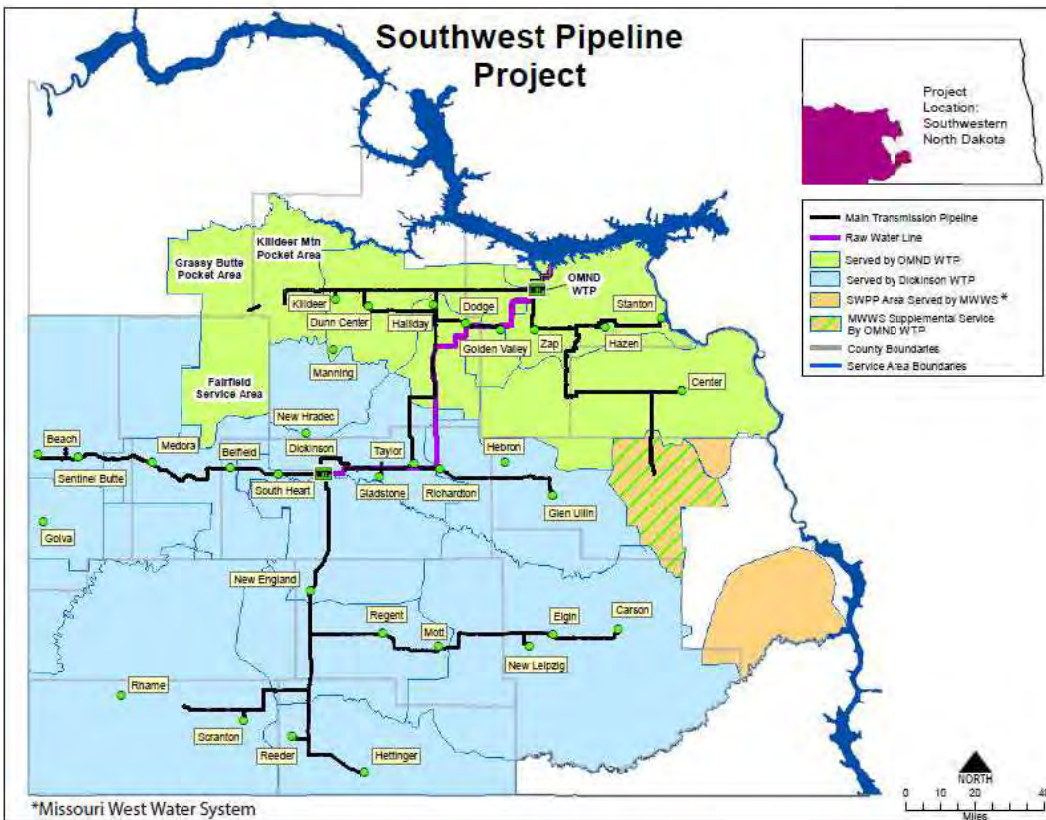 Southwest Pipeline
Project
Project
Location:
Southwestern
North Dakota
Main Transmission Pipeline
Raw Water Line
Served by OMND WTP
Served by Dickinson WTP
SWPP Area Served by MWWS *
MWWS Supplemental Service
By OMND WTP
County Boundaries
Service Area Boundaries
Killdeer Mtn
Pocket Area
Grassy Butte
Pocket Area
OMND
WTP
WTP
Killdeer
Dunn Center
Halliday
Dodge
Golden Valley
Zap
Hazen
Stanton
Manning
Center
Fairfield
Service Area
New Hradec
Dickinson
WTP
Taylor
Hebron
Beach
Sentinel Butte
Medora
Belfield
South Heart
Gladstone
Richardton
Glen Ullin
Golva
New England
Regent
Mott
Elgin
Carson
New Leipzig
Rhame
Scranton
Reeder
Hettinger
NORTH
0 10 20 40
Miles
*Missouri West Water System